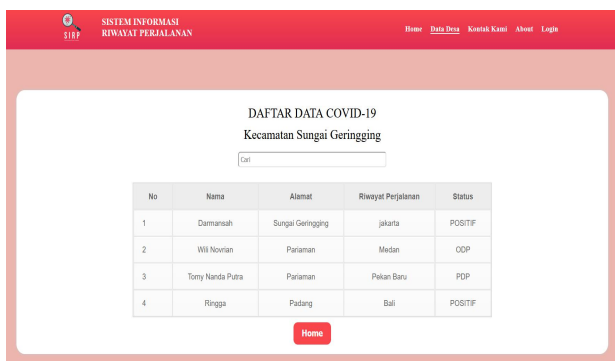 SIRP
SISTEM INFORMASI
RIWAYAT PERJALANAN
Home Data Desa Kontak Kami About Login
DAFTAR DATA COVID-19
Kecamatan Sungai Geringging
Cari
No Nama Alamat Riwayat Perjalanan Status
1 Darmansah Sungai Geringging jakarta POSITIF
2 Wili Novrian Pariaman Medan ODP
3 Tomy Nanda Putra Pariaman Pekan Baru PDP
4 Ringga Padang Bali POSITIF
Home